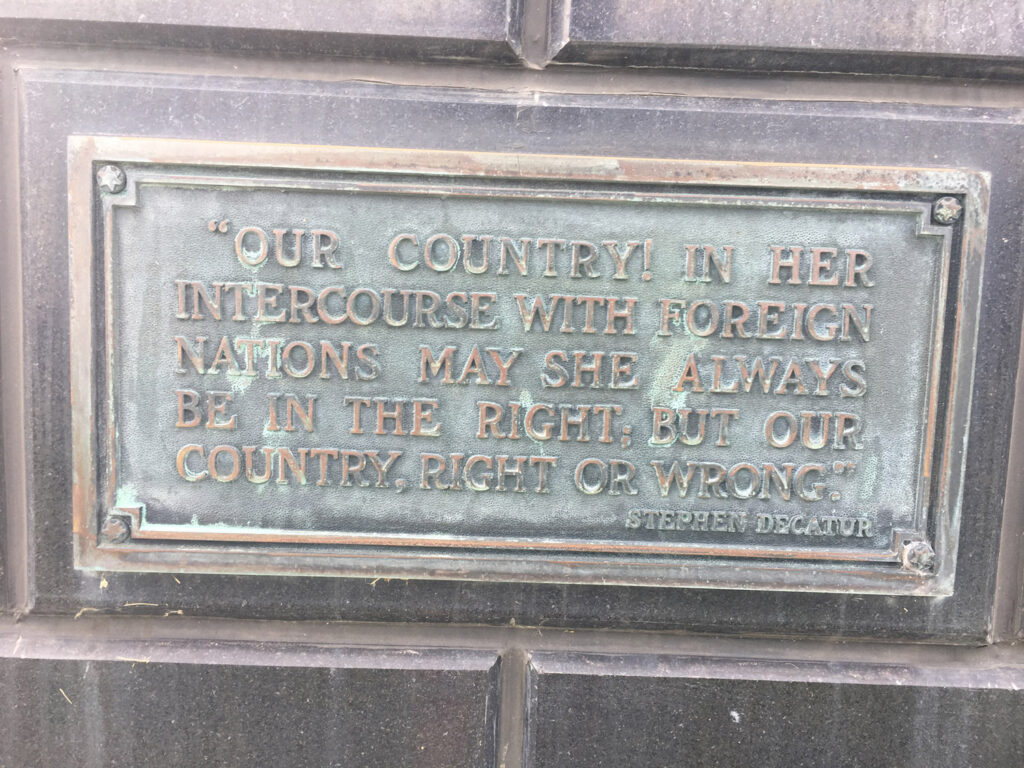 “OUR COUNTRY! IN HER
INTERCOURSE WITH FOREIGN
NATIONS MAY SHE ALWAYS
BE IN THE RIGHT; BUT OUR
COUNTRY, RIGHT OR WRONG.”
STEPHEN DECATUR